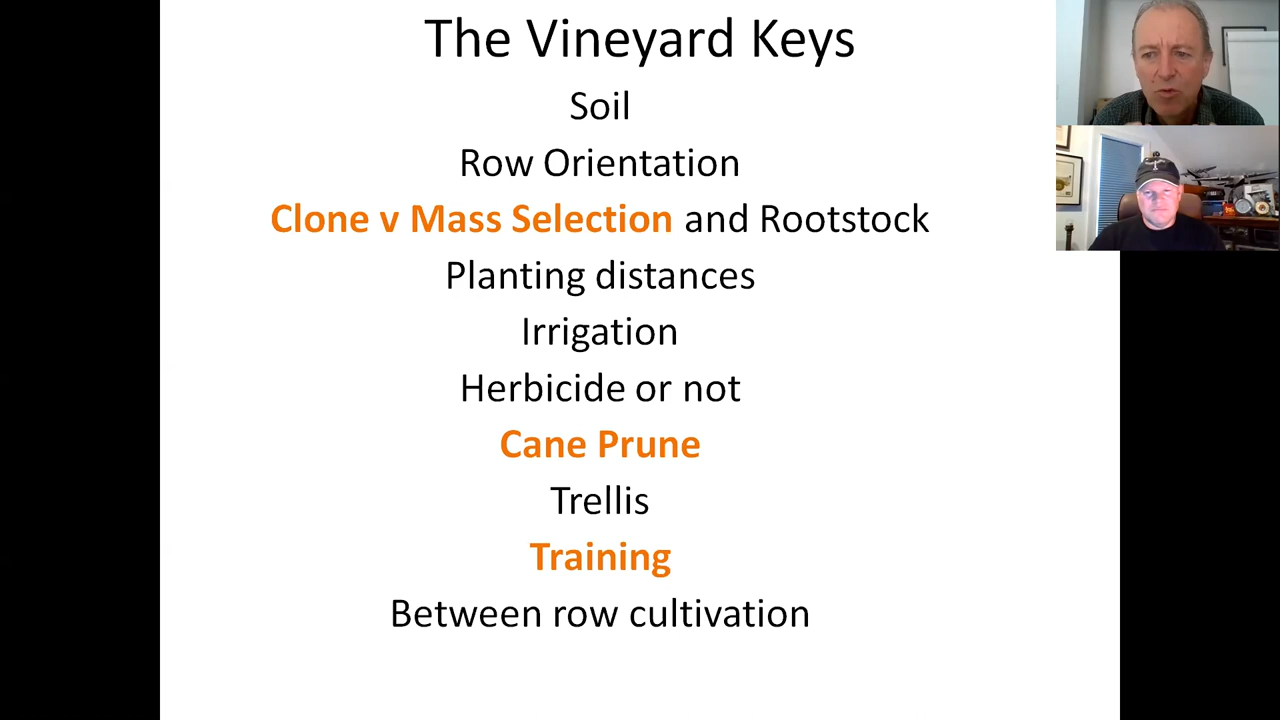 The Vineyard Keys
Soil
Row Orientation
Clone v Mass Selection and Rootstock
Planting distances
Irrigation
Herbicide or not
Cane Prune
Trellis
Training
Between row cultivation